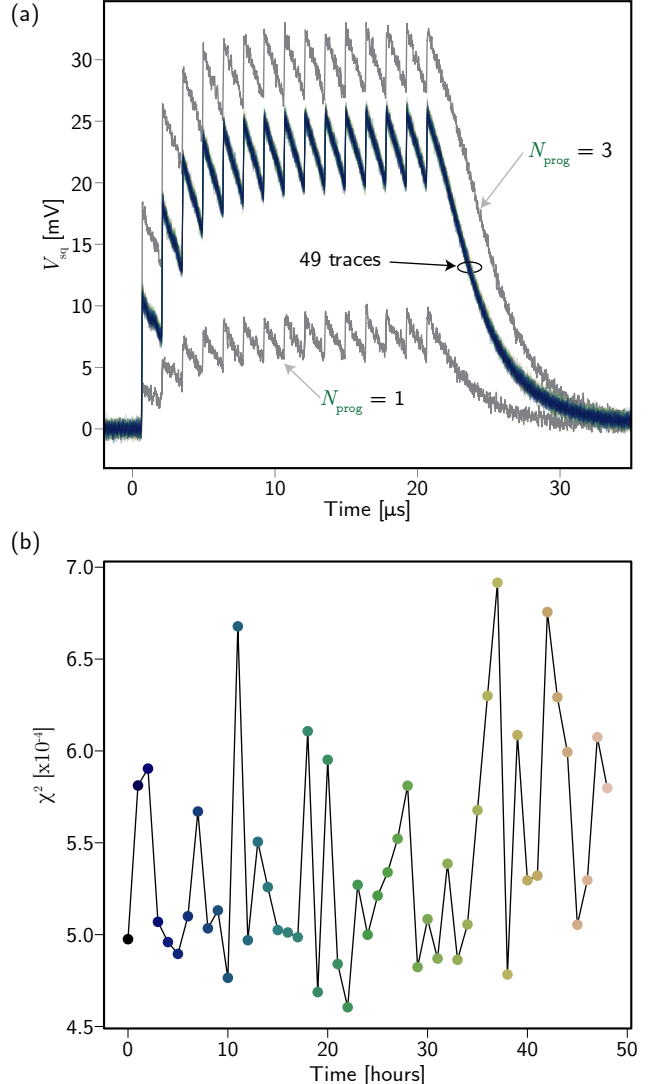 (a)
30
25
20
15
10
5
0
V_sq [mV]
N_prog = 3
49 traces
N_prog = 1
0 10 20 30
Time [μs]
(b)
7.0
6.5
6.0
5.5
5.0
4.5
χ² [x10⁻⁴]
0 10 20 30 40 50
Time [hours]